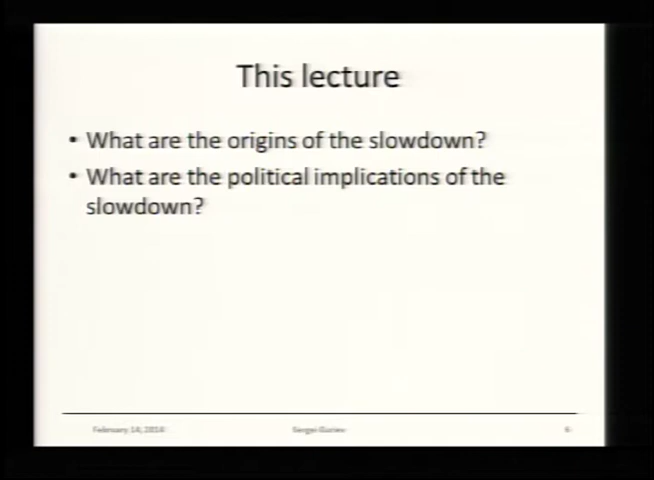 This lecture
• What are the origins of the slowdown?
• What are the political implications of the
slowdown?
February 14, 2014
Sergei Guriev
6